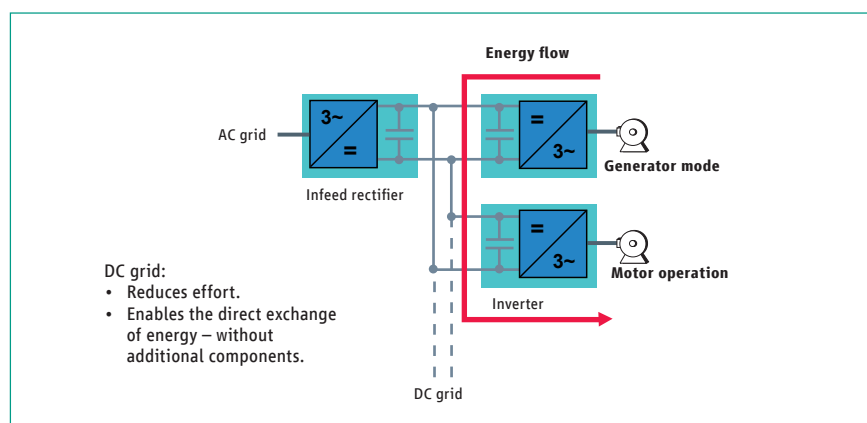 Energy flow
AC grid
3~
=
=
3~
Generator mode
Infeed rectifier
=
3~
Motor operation
Inverter
DC grid:
• Reduces effort.
• Enables the direct exchange
of energy – without
additional components.
DC grid